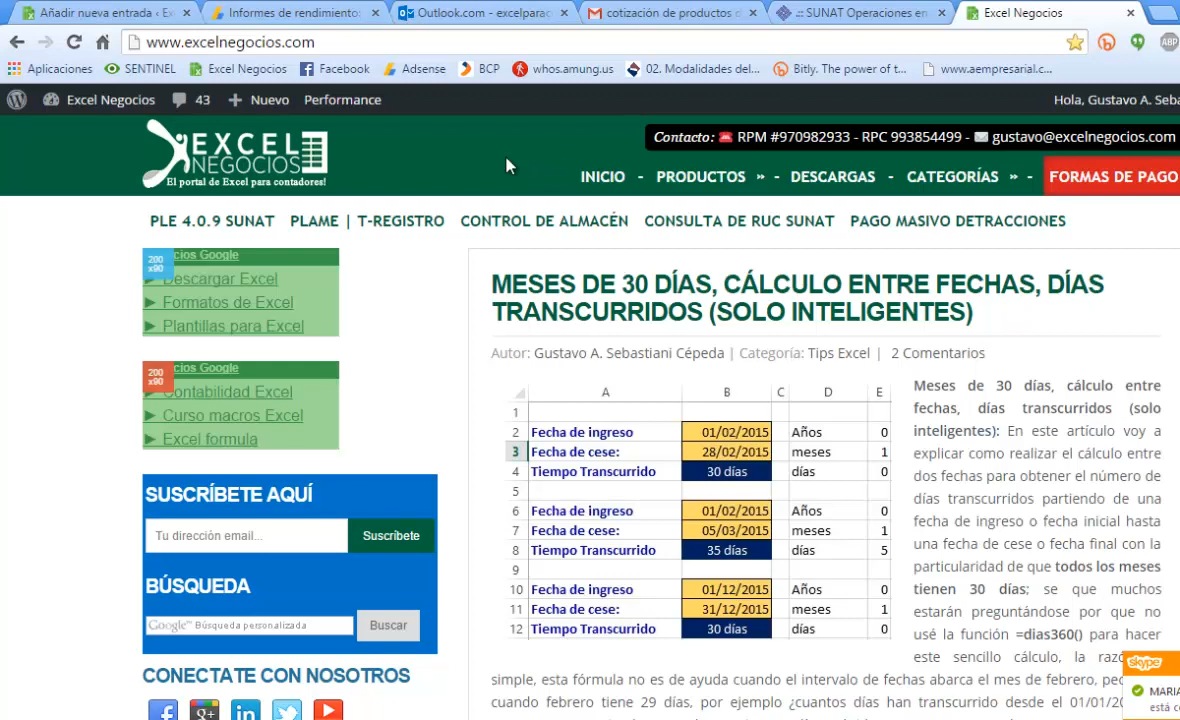 Añadir nueva entrada ‹ Ex
Informes de rendimiento:
Outlook.com - excelparac
cotización de productos d
.:: SUNAT Operaciones en
Excel Negocios
www.excelnegocios.com
Aplicaciones
SENTINEL
Excel Negocios
Facebook
Adsense
BCP
whos.amung.us
02. Modalidades del...
Bitly. The power of t...
www.aempresarial.c...
Excel Negocios 43 Nuevo Performance
Hola, Gustavo A. Seba
EXCEL
NEGOCIOS
El portal de Excel para contadores!
Contacto: RPM #970982933 - RPC 993854499 - gustavo@excelnegocios.com
INICIO - PRODUCTOS » - DESCARGAS - CATEGORÍAS » - FORMAS DE PAGO
PLE 4.0.9 SUNAT PLAME | T-REGISTRO CONTROL DE ALMACÉN CONSULTA DE RUC SUNAT PAGO MASIVO DETRACCIONES
200
x90
cios Google
► Descargar Excel
► Formatos de Excel
► Plantillas para Excel
200
x90
cios Google
► Contabilidad Excel
► Curso macros Excel
► Excel formula
SUSCRÍBETE AQUÍ
Tu dirección email... Suscríbete
BÚSQUEDA
Google™ Búsqueda personalizada Buscar
CONECTATE CON NOSOTROS
MESES DE 30 DÍAS, CÁLCULO ENTRE FECHAS, DÍAS
TRANSCURRIDOS (SOLO INTELIGENTES)
Autor: Gustavo A. Sebastiani Cépeda | Categoría: Tips Excel | 2 Comentarios
A B C D E
1
2 Fecha de ingreso 01/02/2015 Años 0
3 Fecha de cese: 28/02/2015 meses 1
4 Tiempo Transcurrido 30 días días 0
5
6 Fecha de ingreso 01/02/2015 Años 0
7 Fecha de cese: 05/03/2015 meses 1
8 Tiempo Transcurrido 35 días días 5
9
10 Fecha de ingreso 01/12/2015 Años 0
11 Fecha de cese: 31/12/2015 meses 1
12 Tiempo Transcurrido 30 días días 0
Meses de 30 días, cálculo entre
fechas, días transcurridos (solo
inteligentes): En este artículo voy a
explicar como realizar el cálculo entre
dos fechas para obtener el número de
días transcurridos partiendo de una
fecha de ingreso o fecha inicial hasta
una fecha de cese o fecha final con la
particularidad de que todos los meses
tienen 30 días; se que muchos
estarán preguntándose por que no
usé la función =dias360() para hacer
este sencillo cálculo, la razó
simple, esta fórmula no es de ayuda cuando el intervalo de fechas abarca el mes de febrero, pe
cuando febrero tiene 29 días, por ejemplo ¿cuantos días han transcurrido desde el 01/01/20
skype
MARIA
está co